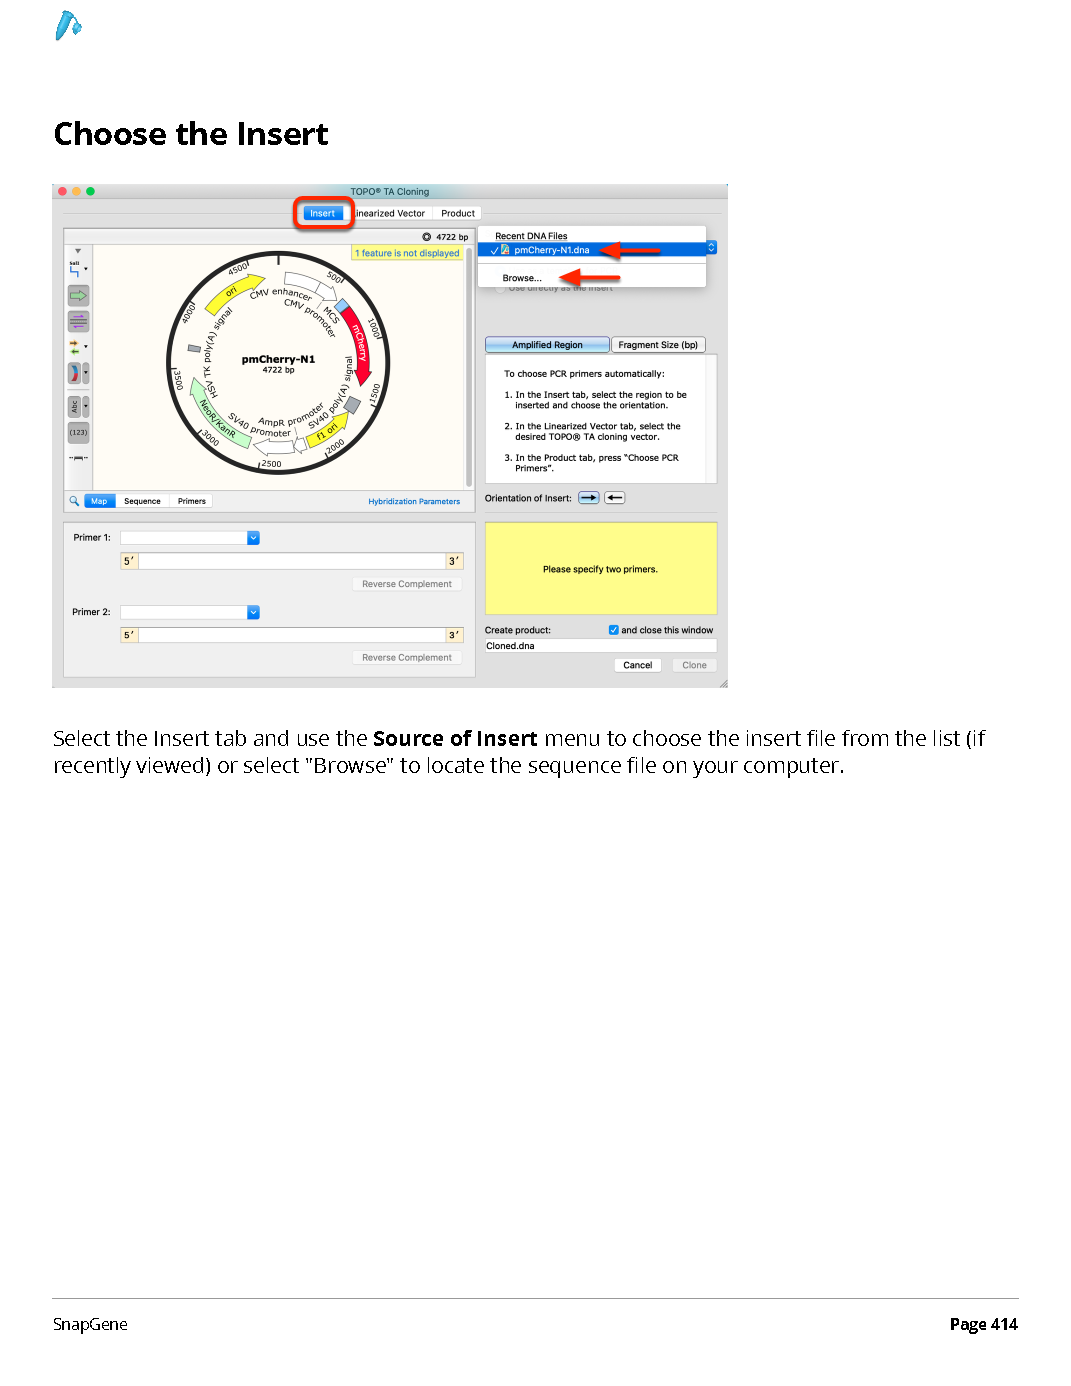 Choose the Insert
TOPO® TA Cloning
Insert
Linearized Vector
Product
4722 bp
1 feature is not displayed
SalI
Abc
(123)
500
1000
1500
2000
2500
3000
3500
4000
4500
CMV enhancer
CMV promoter
MCS
mCherry
SV40 poly(A) signal
f1 ori
AmpR promoter
SV40 promoter
NeoR/KanR
HSV TK poly(A) signal
ori
pmCherry-N1
4722 bp
Map
Sequence
Primers
Hybridization Parameters
Recent DNA Files
✓ pmCherry-N1.dna
Browse...
Use directly as the insert
Amplified Region
Fragment Size (bp)
To choose PCR primers automatically:
1. In the Insert tab, select the region to be
inserted and choose the orientation.
2. In the Linearized Vector tab, select the
desired TOPO® TA cloning vector.
3. In the Product tab, press “Choose PCR
Primers”.
Orientation of Insert:
Primer 1:
5′ 3′
Reverse Complement
Primer 2:
5′ 3′
Reverse Complement
Please specify two primers.
Create product:
and close this window
Cloned.dna
Cancel
Clone
Select the Insert tab and use the Source of Insert menu to choose the insert file from the list (if
recently viewed) or select "Browse" to locate the sequence file on your computer.
SnapGene
Page 414